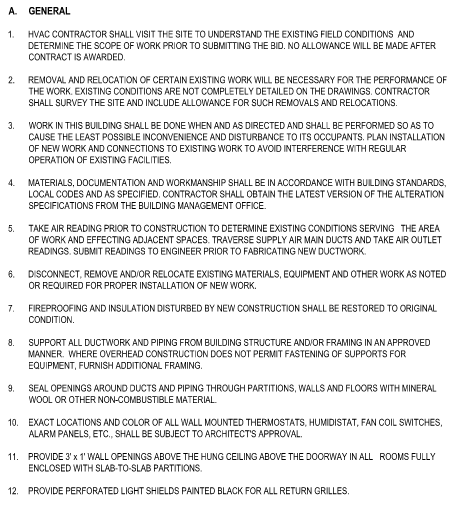 A. GENERAL
1. HVAC CONTRACTOR SHALL VISIT THE SITE TO UNDERSTAND THE EXISTING FIELD CONDITIONS AND
DETERMINE THE SCOPE OF WORK PRIOR TO SUBMITTING THE BID. NO ALLOWANCE WILL BE MADE AFTER
CONTRACT IS AWARDED.
2. REMOVAL AND RELOCATION OF CERTAIN EXISTING WORK WILL BE NECESSARY FOR THE PERFORMANCE OF
THE WORK. EXISTING CONDITIONS ARE NOT COMPLETELY DETAILED ON THE DRAWINGS. CONTRACTOR
SHALL SURVEY THE SITE AND INCLUDE ALLOWANCE FOR SUCH REMOVALS AND RELOCATIONS.
3. WORK IN THIS BUILDING SHALL BE DONE WHEN AND AS DIRECTED AND SHALL BE PERFORMED SO AS TO
CAUSE THE LEAST POSSIBLE INCONVENIENCE AND DISTURBANCE TO ITS OCCUPANTS. PLAN INSTALLATION
OF NEW WORK AND CONNECTIONS TO EXISTING WORK TO AVOID INTERFERENCE WITH REGULAR
OPERATION OF EXISTING FACILITIES.
4. MATERIALS, DOCUMENTATION AND WORKMANSHIP SHALL BE IN ACCORDANCE WITH BUILDING STANDARDS,
LOCAL CODES AND AS SPECIFIED. CONTRACTOR SHALL OBTAIN THE LATEST VERSION OF THE ALTERATION
SPECIFICATIONS FROM THE BUILDING MANAGEMENT OFFICE.
5. TAKE AIR READING PRIOR TO CONSTRUCTION TO DETERMINE EXISTING CONDITIONS SERVING THE AREA
OF WORK AND EFFECTING ADJACENT SPACES. TRAVERSE SUPPLY AIR MAIN DUCTS AND TAKE AIR OUTLET
READINGS. SUBMIT READINGS TO ENGINEER PRIOR TO FABRICATING NEW DUCTWORK.
6. DISCONNECT, REMOVE AND/OR RELOCATE EXISTING MATERIALS, EQUIPMENT AND OTHER WORK AS NOTED
OR REQUIRED FOR PROPER INSTALLATION OF NEW WORK.
7. FIREPROOFING AND INSULATION DISTURBED BY NEW CONSTRUCTION SHALL BE RESTORED TO ORIGINAL
CONDITION.
8. SUPPORT ALL DUCTWORK AND PIPING FROM BUILDING STRUCTURE AND/OR FRAMING IN AN APPROVED
MANNER. WHERE OVERHEAD CONSTRUCTION DOES NOT PERMIT FASTENING OF SUPPORTS FOR
EQUIPMENT, FURNISH ADDITIONAL FRAMING.
9. SEAL OPENINGS AROUND DUCTS AND PIPING THROUGH PARTITIONS, WALLS AND FLOORS WITH MINERAL
WOOL OR OTHER NON-COMBUSTIBLE MATERIAL.
10. EXACT LOCATIONS AND COLOR OF ALL WALL MOUNTED THERMOSTATS, HUMIDISTAT, FAN COIL SWITCHES,
ALARM PANELS, ETC., SHALL BE SUBJECT TO ARCHITECT'S APPROVAL.
11. PROVIDE 3' x 1' WALL OPENINGS ABOVE THE HUNG CEILING ABOVE THE DOORWAY IN ALL ROOMS FULLY
ENCLOSED WITH SLAB-TO-SLAB PARTITIONS.
12. PROVIDE PERFORATED LIGHT SHIELDS PAINTED BLACK FOR ALL RETURN GRILLES.